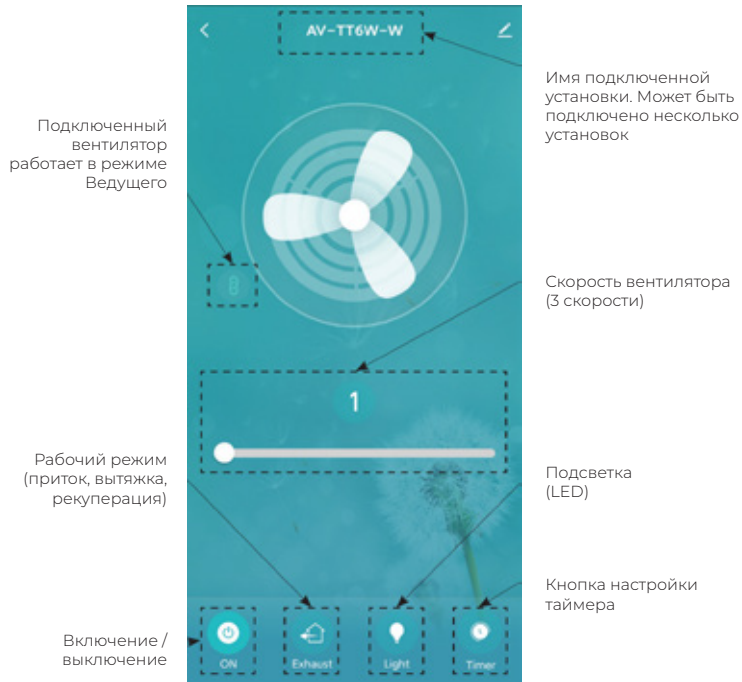 AV-TT6W-W
Имя подключенной
установки. Может быть
подключено несколько
установок
Подключенный
вентилятор
работает в режиме
Ведущего
Скорость вентилятора
(3 скорости)
1
Рабочий режим
(приток, вытяжка,
рекуперация)
Подсветка
(LED)
Кнопка настройки
таймера
Включение /
выключение
ON
Exhaust
Light
Timer